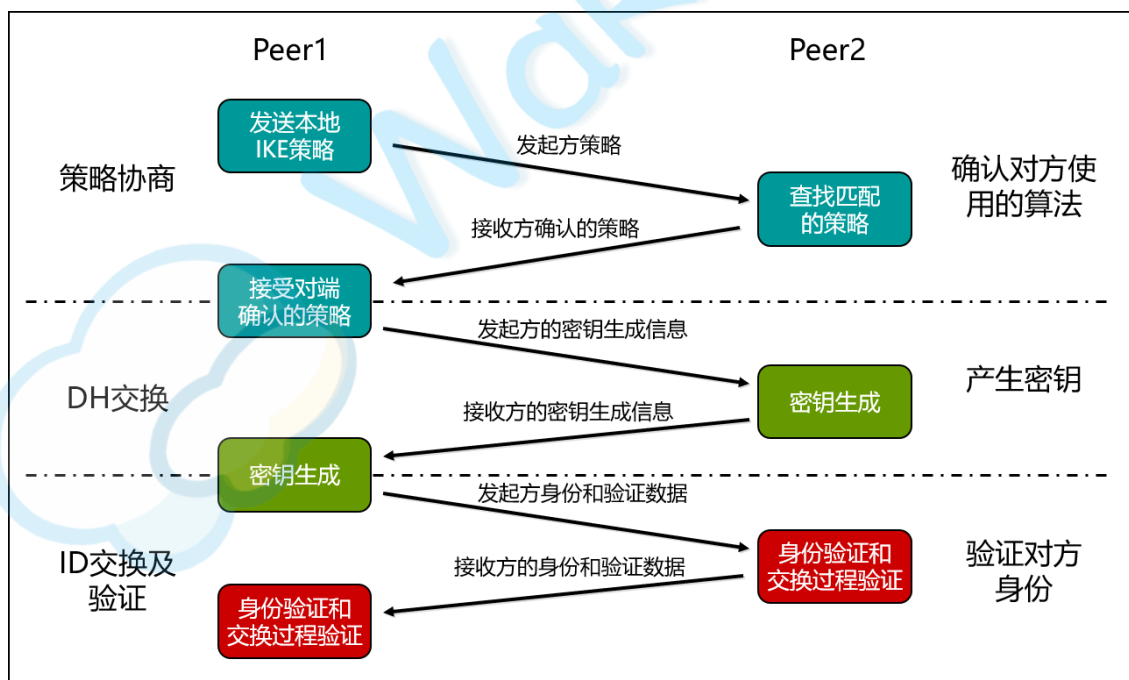 Peer1
Peer2
发送本地
IKE策略
发起方策略
策略协商
查找匹配
的策略
确认对方使
用的算法
接收方确认的策略
接受对端
确认的策略
发起方的密钥生成信息
DH交换
密钥生成
产生密钥
接收方的密钥生成信息
密钥生成
发起方身份和验证数据
ID交换及
验证
身份验证和
交换过程验证
验证对方
身份
接收方的身份和验证数据
身份验证和
交换过程验证